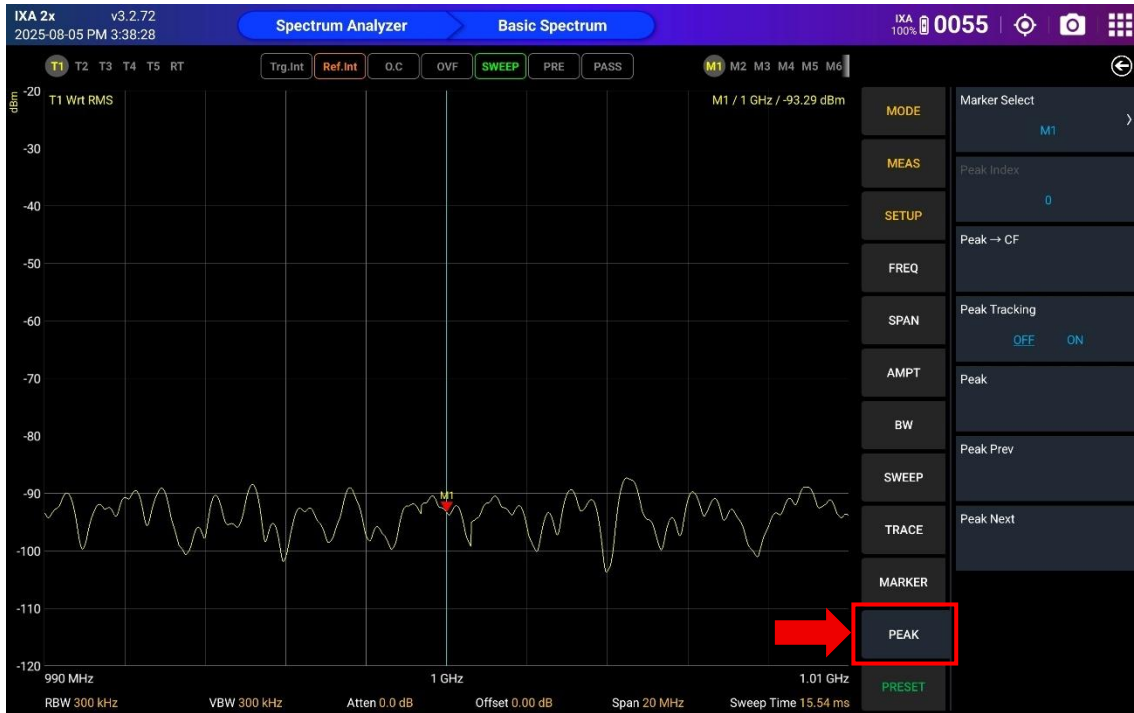 IXA 2x v3.2.72
2025-08-05 PM 3:38:28
Spectrum Analyzer
Basic Spectrum
IXA
100%
0055
T1 T2 T3 T4 T5 RT
Trg.Int Ref.Int O.C OVF SWEEP PRE PASS
M1 M2 M3 M4 M5 M6
dBm
T1 Wrt RMS
M1 / 1 GHz / -93.29 dBm
-20
-30
-40
-50
-60
-70
-80
-90
-100
-110
-120
M1
990 MHz
1 GHz
1.01 GHz
RBW 300 kHz
VBW 300 kHz
Atten 0.0 dB
Offset 0.00 dB
Span 20 MHz
Sweep Time 15.54 ms
MODE
MEAS
SETUP
FREQ
SPAN
AMPT
BW
SWEEP
TRACE
MARKER
PEAK
PRESET
Marker Select
M1
Peak Index
0
Peak → CF
Peak Tracking
OFF ON
Peak
Peak Prev
Peak Next